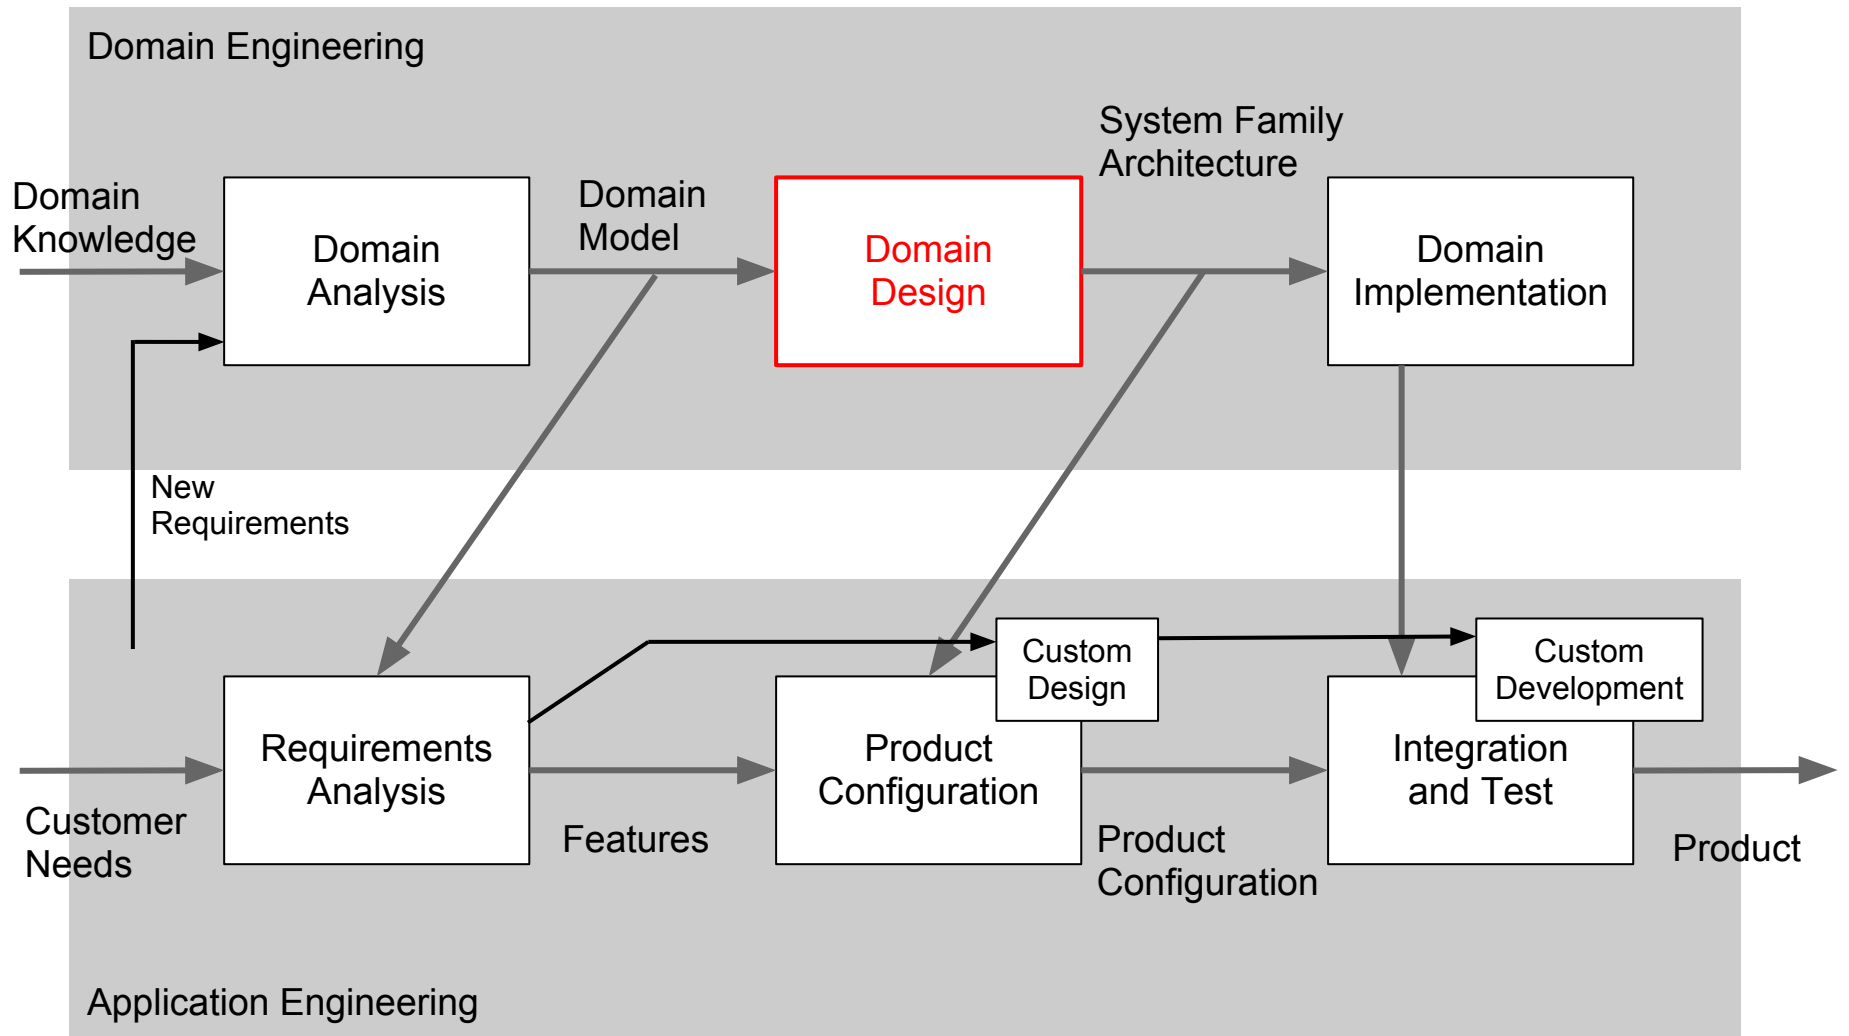 Domain Engineering
System Family
Architecture
Domain
Knowledge
Domain
Analysis
Domain
Model
Domain
Design
Domain
Implementation
New
Requirements
Custom
Design
Custom
Development
Requirements
Analysis
Product
Configuration
Integration
and Test
Customer
Needs
Features
Product
Configuration
Product
Application Engineering